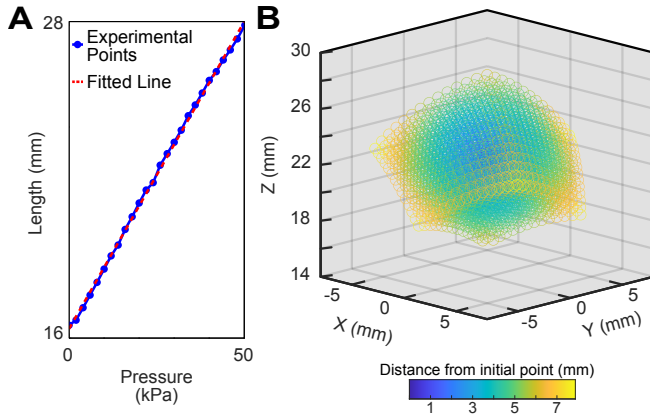 A
28
Experimental
Points
Fitted Line
Length (mm)
16
0
50
Pressure
(kPa)
B
30
26
22
18
14
Z (mm)
-5
0
5
X (mm)
-5
0
5
Y (mm)
Distance from initial point (mm)
1 3 5 7